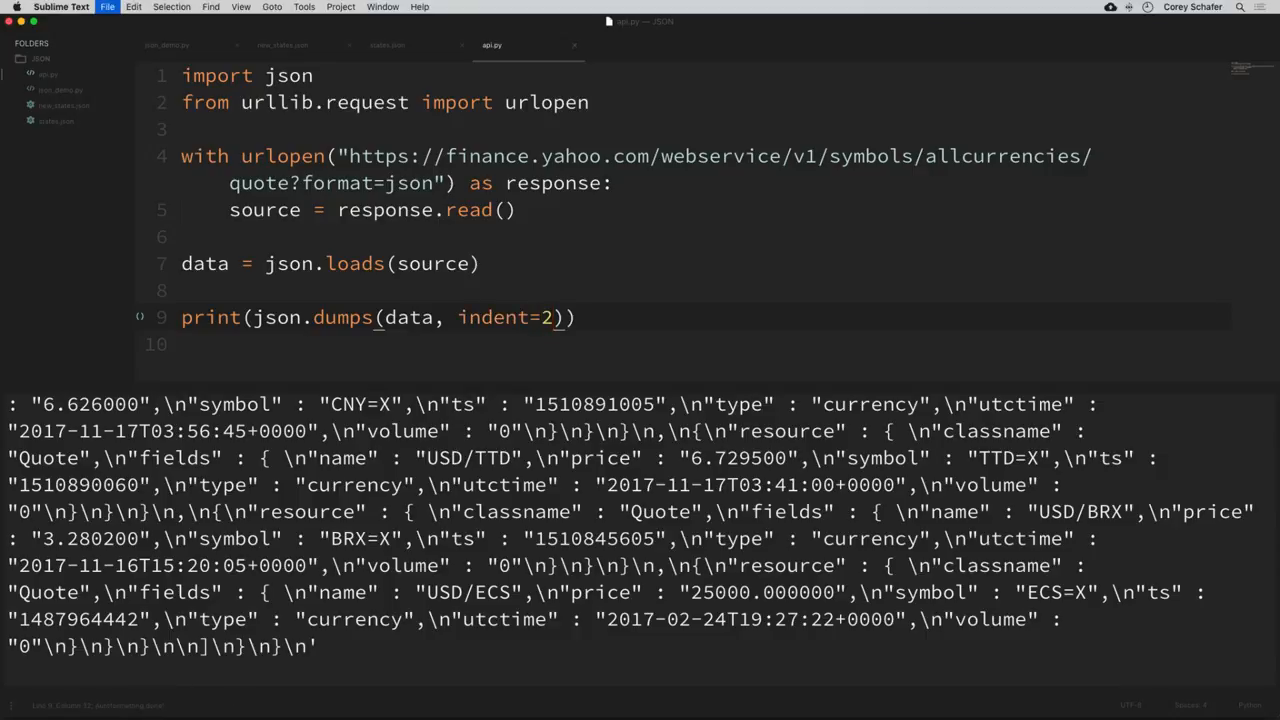 Sublime Text File Edit Selection Find View Goto Tools Project Window Help Corey Schafer
api.py — JSON
FOLDERS
JSON
api.py
json_demo.py
new_states.json
states.json
json_demo.py × new_states.json × states.json × api.py ×
1 import json
2 from urllib.request import urlopen
3
4 with urlopen("https://finance.yahoo.com/webservice/v1/symbols/allcurrencies/
quote?format=json") as response:
5 source = response.read()
6
7 data = json.loads(source)
8
9 print(json.dumps(data, indent=2))
10
: "6.626000",\n"symbol" : "CNY=X",\n"ts" : "1510891005",\n"type" : "currency",\n"utctime" :
"2017-11-17T03:56:45+0000",\n"volume" : "0"\n}\n}\n}\n,\n{\n"resource" : { \n"classname" :
"Quote",\n"fields" : { \n"name" : "USD/TTD",\n"price" : "6.729500",\n"symbol" : "TTD=X",\n"ts" :
"1510890060",\n"type" : "currency",\n"utctime" : "2017-11-17T03:41:00+0000",\n"volume" :
"0"\n}\n}\n}\n,\n{\n"resource" : { \n"classname" : "Quote",\n"fields" : { \n"name" : "USD/BRX",\n"price"
: "3.280200",\n"symbol" : "BRX=X",\n"ts" : "1510845605",\n"type" : "currency",\n"utctime" :
"2017-11-16T15:20:05+0000",\n"volume" : "0"\n}\n}\n}\n,\n{\n"resource" : { \n"classname" :
"Quote",\n"fields" : { \n"name" : "USD/ECS",\n"price" : "25000.000000",\n"symbol" : "ECS=X",\n"ts" :
"1487964442",\n"type" : "currency",\n"utctime" : "2017-02-24T19:27:22+0000",\n"volume" :
"0"\n}\n}\n}\n\n]\n}\n}\n'
UTF-8 Spaces: 4 Python